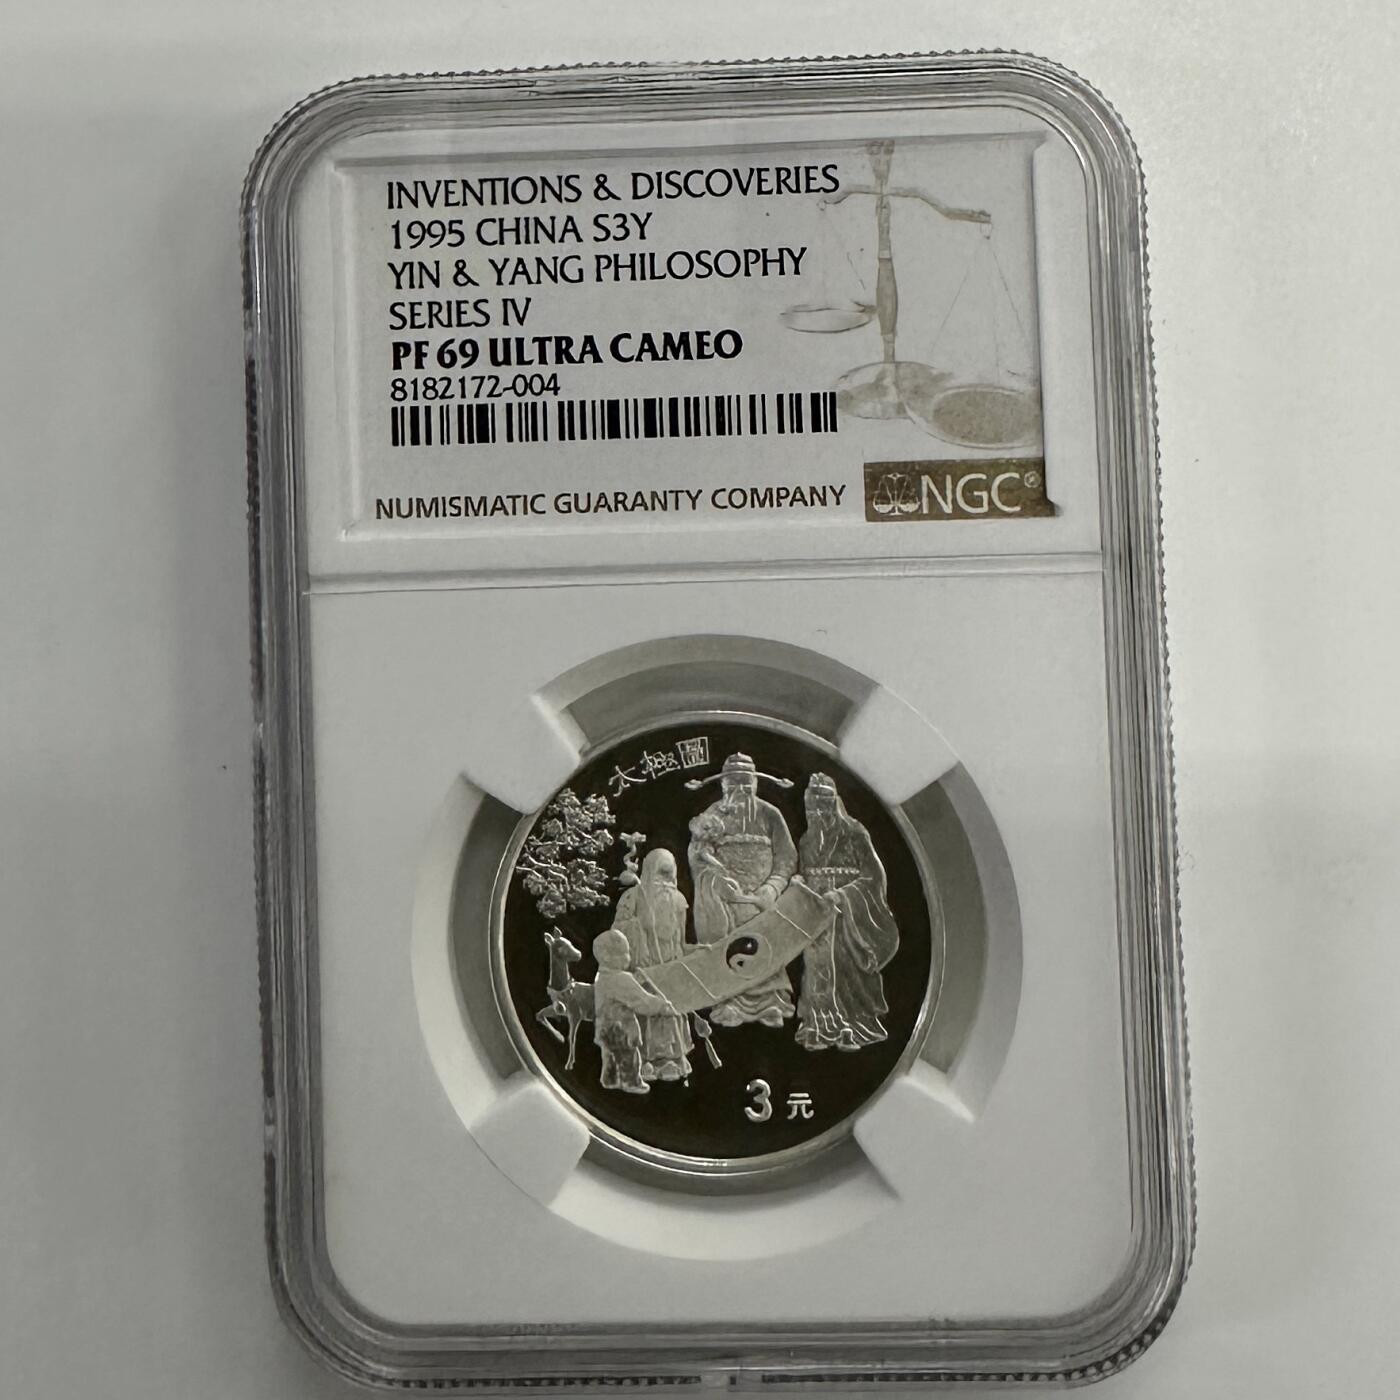 INVENTIONS & DISCOVERIES
1995 CHINA S3Y
YIN & YANG PHILOSOPHY
SERIES IV
PF 69 ULTRA CAMEO
8182172-004
NUMISMATIC GUARANTY COMPANY
NGC®
太極圖
3元